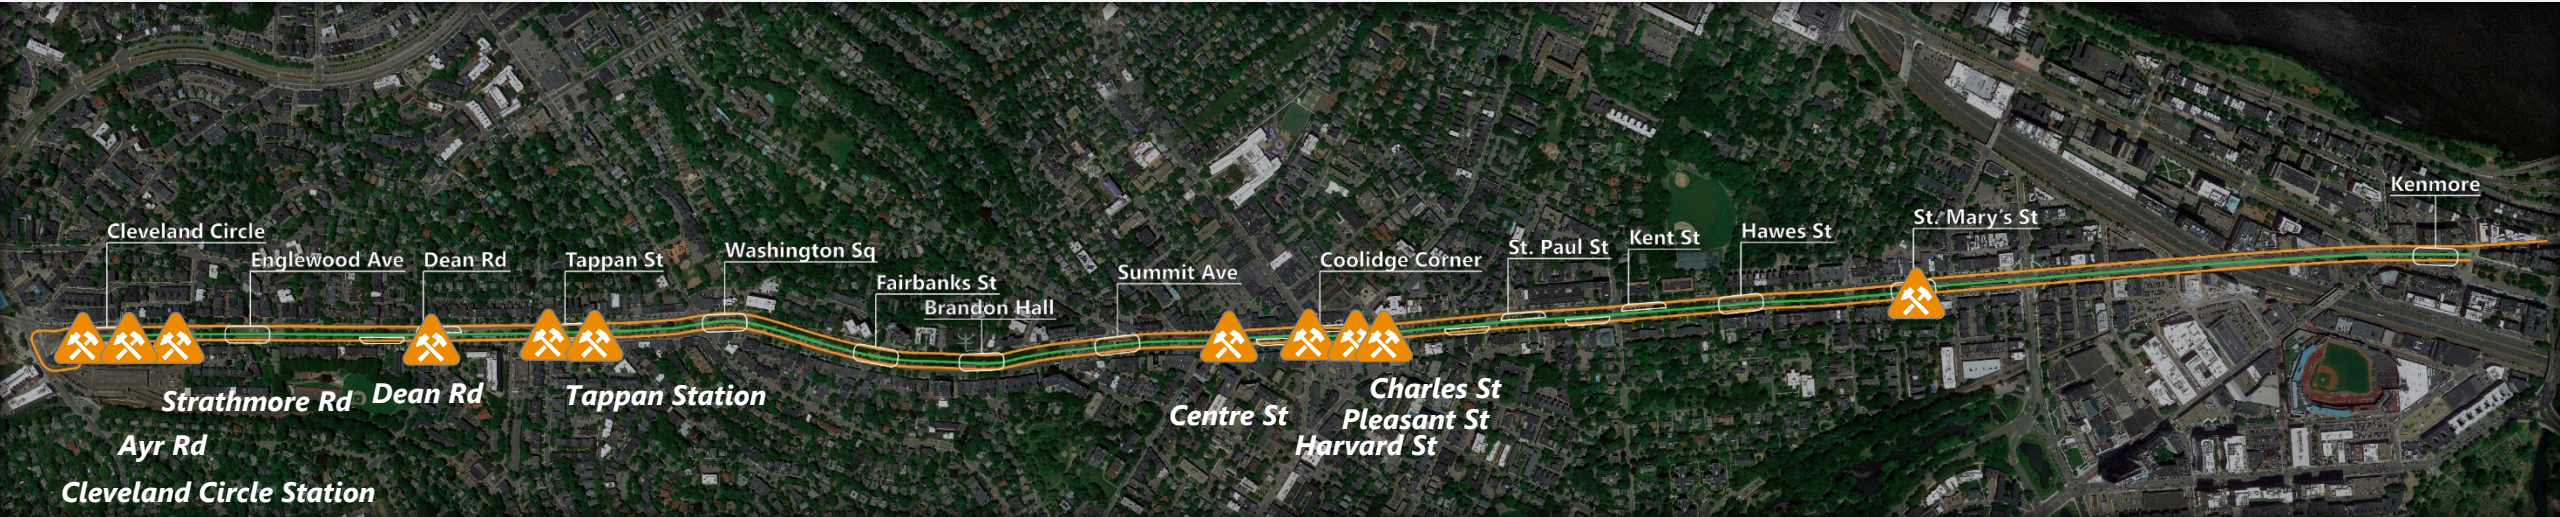 Cleveland Circle
Englewood Ave
Dean Rd
Tappan St
Washington Sq
Fairbanks St
Brandon Hall
Summit Ave
Coolidge Corner
St. Paul St
Kent St
Hawes St
St. Mary's St
Kenmore
Strathmore Rd
Dean Rd
Tappan Station
Ayr Rd
Cleveland Circle Station
Centre St
Charles St
Pleasant St
Harvard St